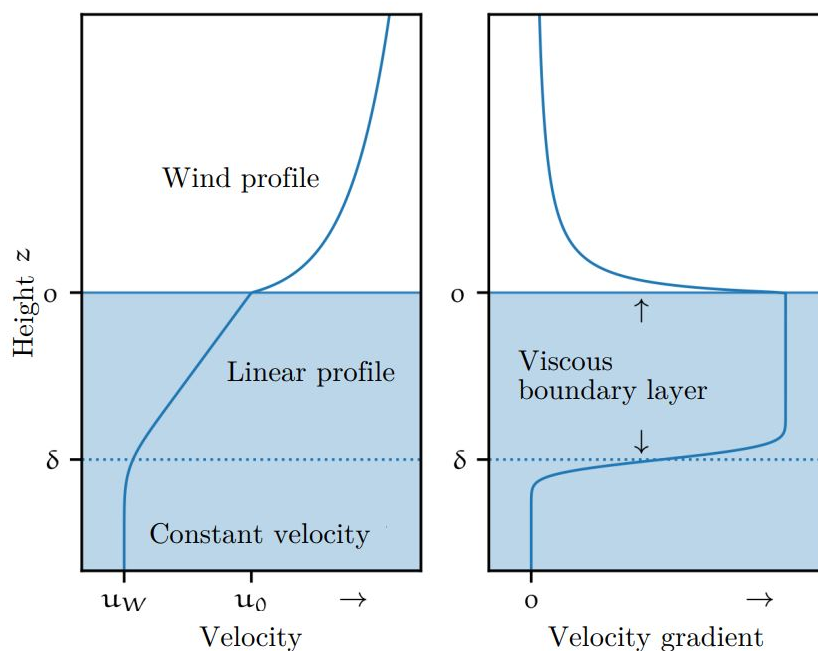 Wind profile
Height z
0
Linear profile
δ
Constant velocity
u_W
u_0
→
Velocity
0
↑
Viscous
boundary layer
↓
δ
0
→
Velocity gradient